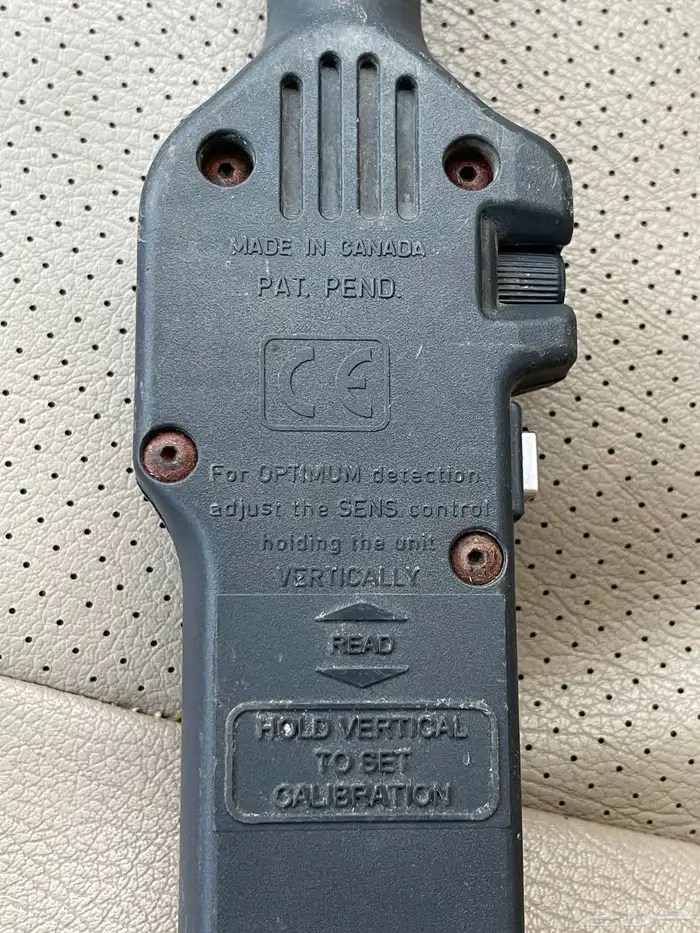 MADE IN CANADA
PAT. PEND.
CE
For OPTIMUM detection
adjust the SENS. control
holding the unit
VERTICALLY
READ
HOLD VERTICAL
TO SET
CALIBRATION